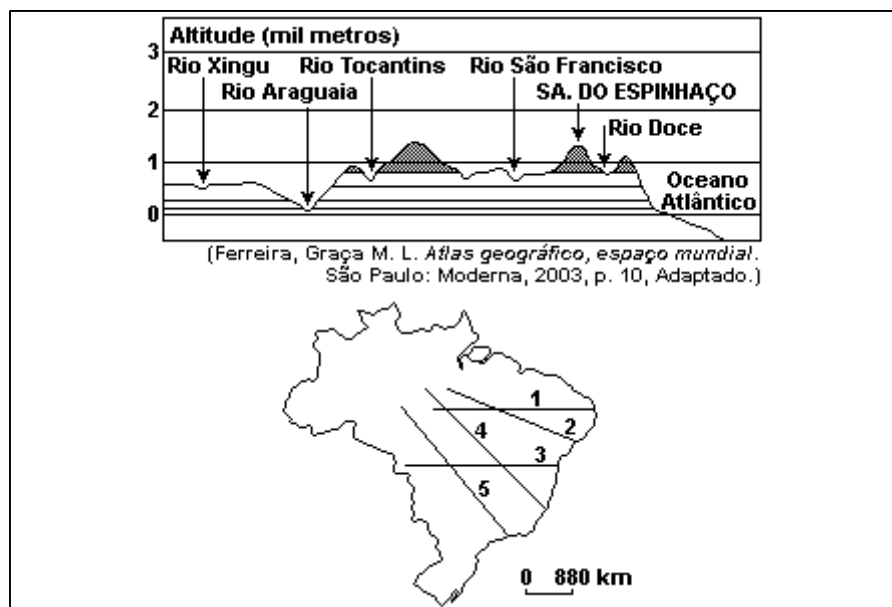 Altitude (mil metros)
3
Rio Xingu Rio Tocantins Rio São Francisco
Rio Araguaia SA. DO ESPINHAÇO
2
Rio Doce
1
Oceano
Atlântico
0
(Ferreira, Graça M. L. Atlas geográfico, espaço mundial.
São Paulo: Moderna, 2003, p. 10, Adaptado.)
1
2
4
3
5
0 880 km